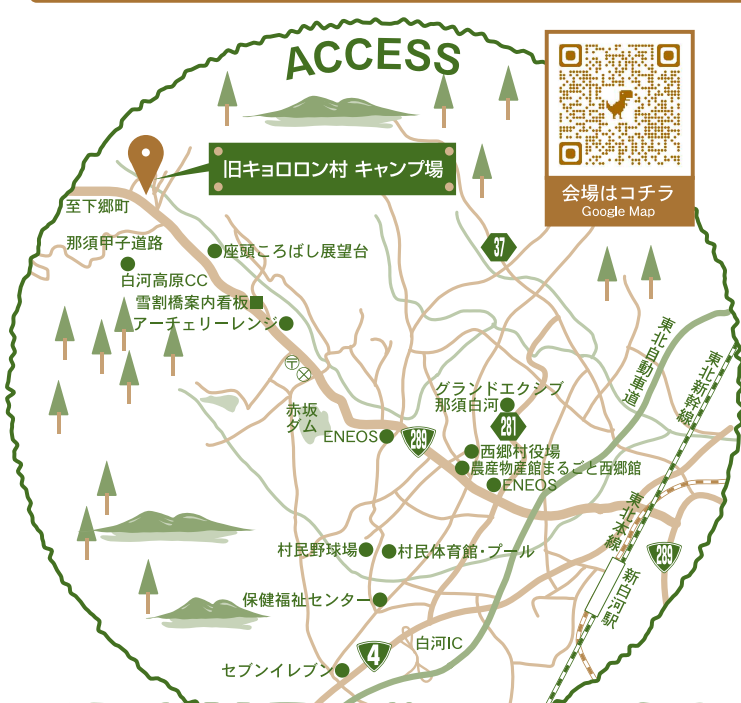 ACCESS
会場はコチラ
Google Map
旧キョロロン村 キャンプ場
至下郷町
那須甲子道路
座頭ころばし展望台
白河高原CC
雪割橋案内看板
アーチェリーレンジ
37
東北自動車道
東北新幹線
グランドエクシブ
那須白河
281
赤坂
ダム
ENEOS
289
西郷村役場
農産物産館まるごと西郷館
ENEOS
東北本線
村民野球場
村民体育館・プール
289
新白河駅
保健福祉センター
白河IC
4
セブンイレブン